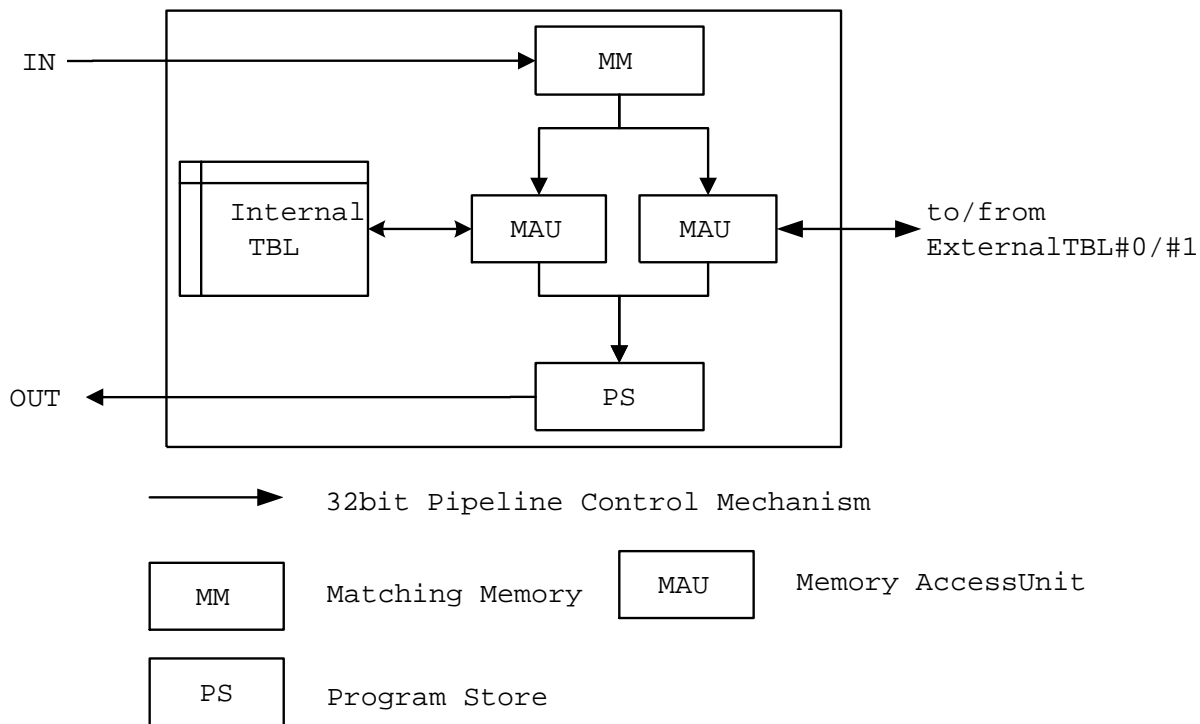 IN
MM
Internal
TBL
MAU
MAU
to/from
ExternalTBL#0/#1
OUT
PS
32bit Pipeline Control Mechanism
MM
Matching Memory
MAU
Memory AccessUnit
PS
Program Store